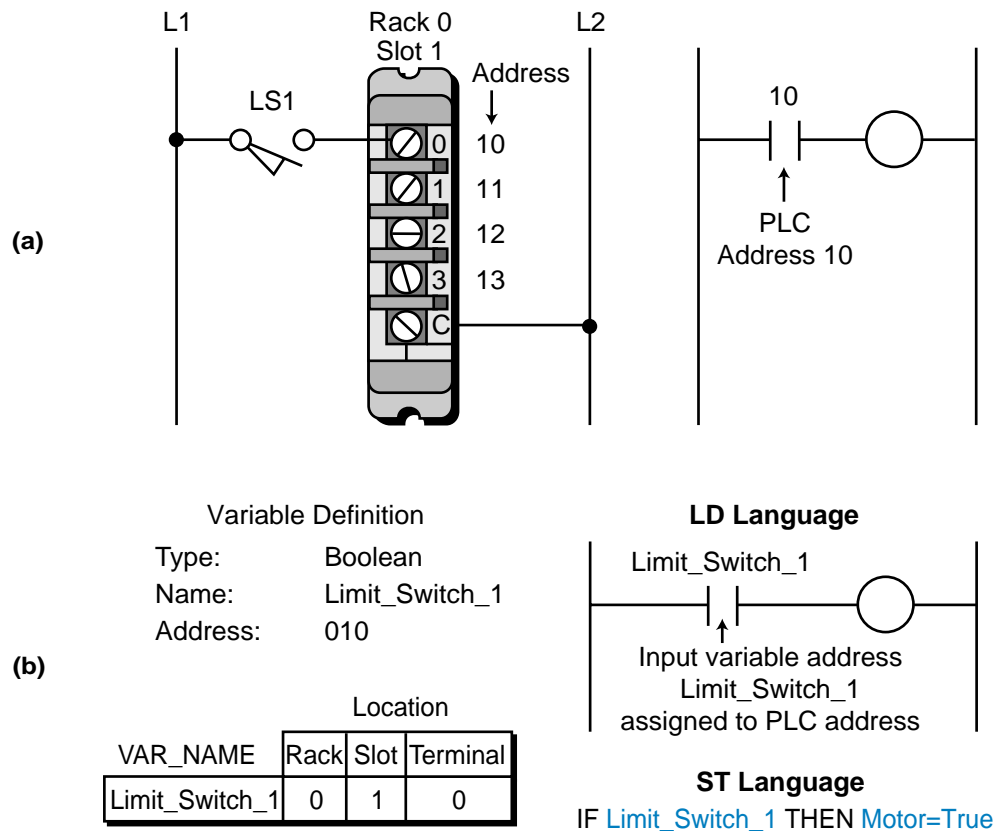 L1
Rack 0
Slot 1
L2
Address
LS1
10
0 10
1 11
2 12
3 13
C
PLC
Address 10
(a)
Variable Definition
Type: Boolean
Name: Limit_Switch_1
Address: 010
Location
VAR_NAME Rack Slot Terminal
Limit_Switch_1 0 1 0
(b)
LD Language
Limit_Switch_1
Input variable address
Limit_Switch_1
assigned to PLC address
ST Language
IF Limit_Switch_1 THEN Motor=True